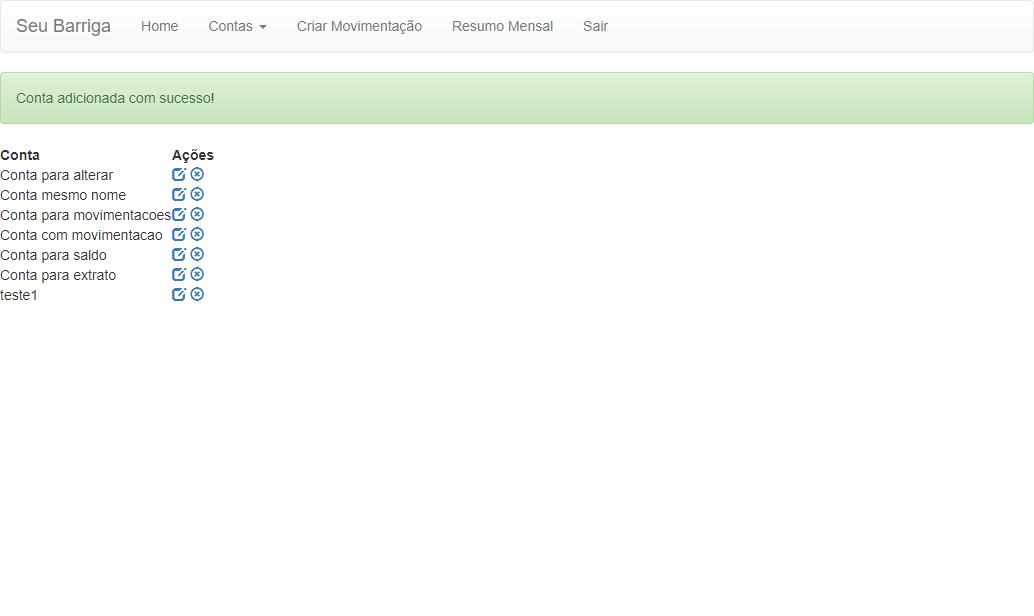 Seu Barriga Home Contas Criar Movimentação Resumo Mensal Sair
Conta adicionada com sucesso!
Conta Ações
Conta para alterar
Conta mesmo nome
Conta para movimentacoes
Conta com movimentacao
Conta para saldo
Conta para extrato
teste1